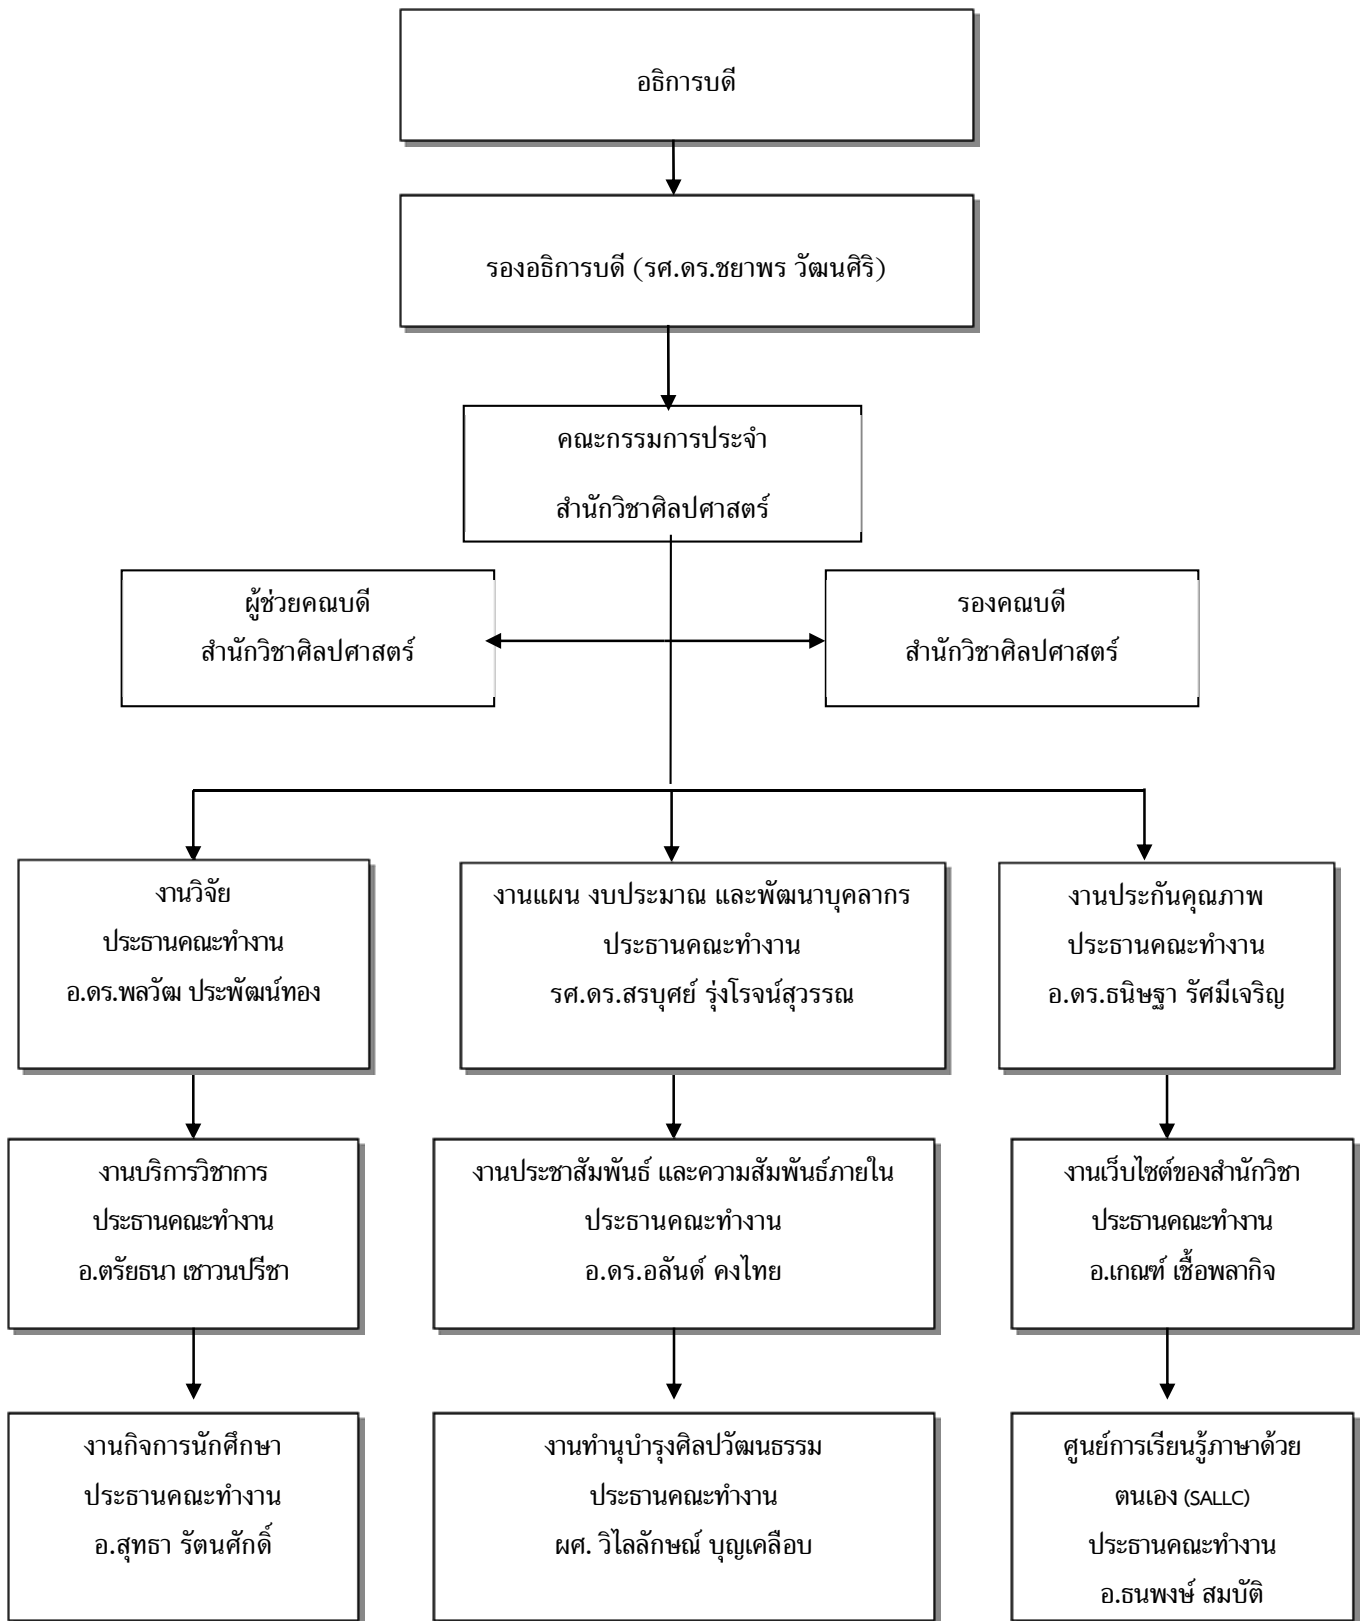 อธิการบดี
รองอธิการบดี (รศ.ดร.ชยาพร วัฒนศิริ)
คณะกรรมการประจำ
สำนักวิชาศิลปศาสตร์
ผู้ช่วยคณบดี
สำนักวิชาศิลปศาสตร์
รองคณบดี
สำนักวิชาศิลปศาสตร์
งานวิจัย
ประธานคณะทำงาน
อ.ดร.พลวัฒ ประพัฒน์ทอง
งานแผน งบประมาณ และพัฒนาบุคลากร
ประธานคณะทำงาน
รศ.ดร.สรบุศย์ รุ่งโรจน์สุวรรณ
งานประกันคุณภาพ
ประธานคณะทำงาน
อ.ดร.ธนิษฐา รัศมีเจริญ
งานบริการวิชาการ
ประธานคณะทำงาน
อ.ตรัยธนา เชาวนปรีชา
งานประชาสัมพันธ์ และความสัมพันธ์ภายใน
ประธานคณะทำงาน
อ.ดร.อลันด์ คงไทย
งานเว็บไซต์ของสำนักวิชา
ประธานคณะทำงาน
อ.เกณฑ์ เชื้อพลากิจ
งานกิจการนักศึกษา
ประธานคณะทำงาน
อ.สุทธา รัตนศักดิ์
งานทำนุบำรุงศิลปวัฒนธรรม
ประธานคณะทำงาน
ผศ. วิไลลักษณ์ บุญเคลือบ
ศูนย์การเรียนรู้ภาษาด้วย
ตนเอง (SALLC)
ประธานคณะทำงาน
อ.ธนพงษ์ สมบัติ